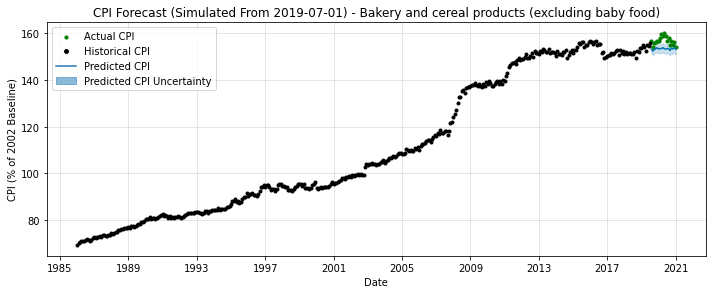 CPI Forecast (Simulated From 2019-07-01) - Bakery and cereal products (excluding baby food)
Actual CPI
Historical CPI
Predicted CPI
Predicted CPI Uncertainty
CPI (% of 2002 Baseline)
160
140
120
100
80
1985 1989 1993 1997 2001 2005 2009 2013 2017 2021
Date